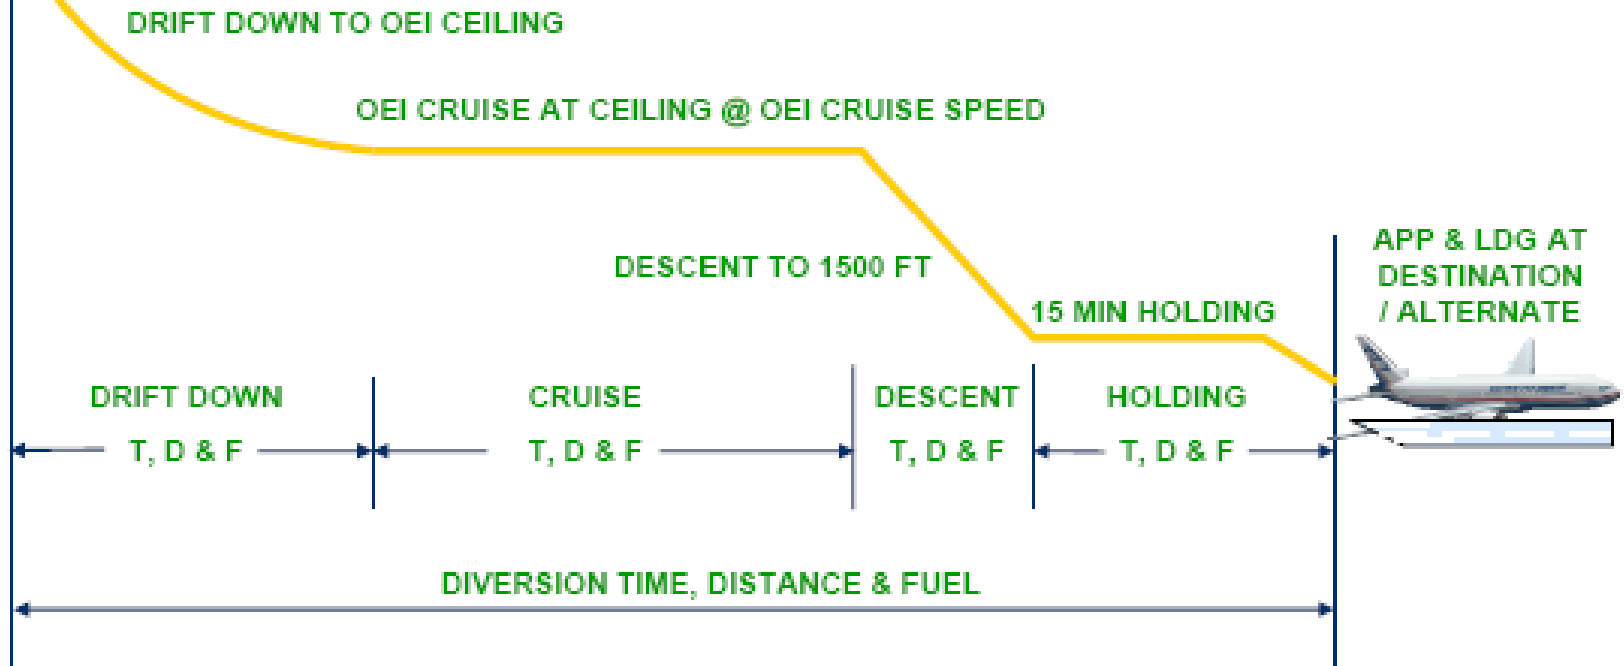 DRIFT DOWN TO OEI CEILING
OEI CRUISE AT CEILING @ OEI CRUISE SPEED
APP & LDG AT
DESTINATION
/ ALTERNATE
DESCENT TO 1500 FT
15 MIN HOLDING
DRIFT DOWN
CRUISE
DESCENT
HOLDING
T, D & F
T, D & F
T, D & F
T, D & F
DIVERSION TIME, DISTANCE & FUEL